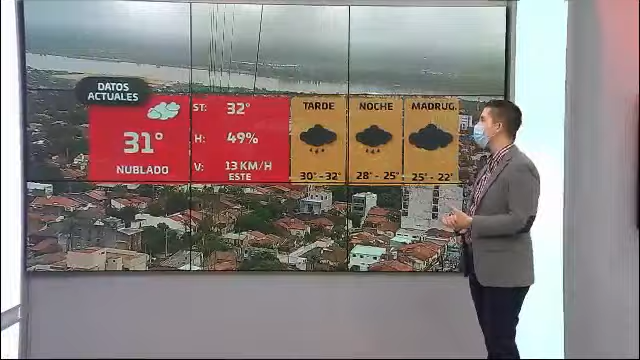 DATOS
ACTUALES
31°
NUBLADO
ST: 32°
H: 49%
V: 13 KM/H
ESTE
TARDE
30° - 32°
NOCHE
28° - 25°
MADRUG.
25° - 22°